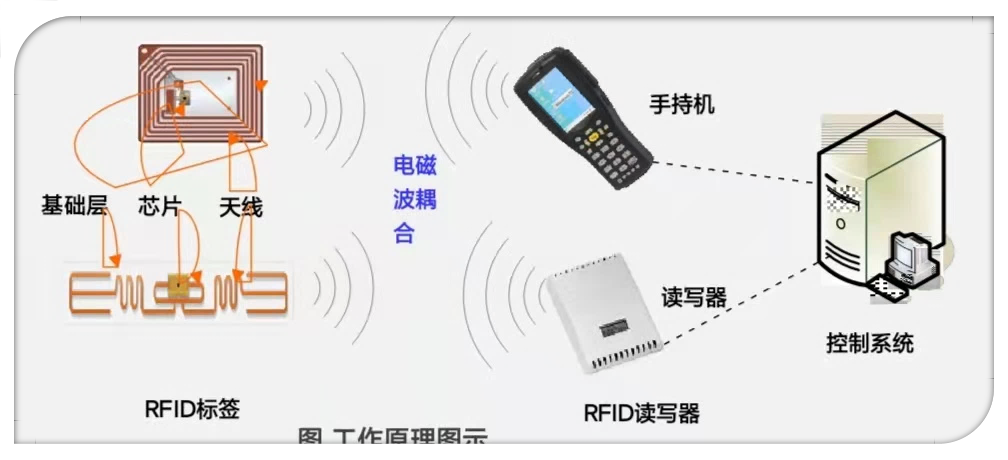 手持机
电磁
波耦
合
基础层 芯片 天线
读写器
控制系统
RFID标签
RFID读写器
图 工作原理图示